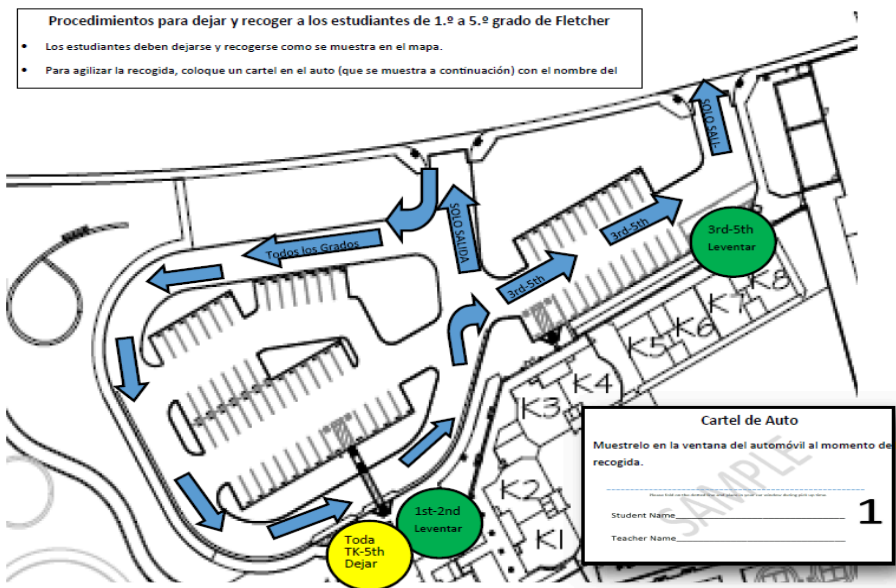 Procedimientos para dejar y recoger a los estudiantes de 1.º a 5.º grado de Fletcher
• Los estudiantes deben dejarse y recogerse como se muestra en el mapa.
• Para agilizar la recogida, coloque un cartel en el auto (que se muestra a continuación) con el nombre del
SOLO SALI-
SOLO SALIDA
Todos los Grados
3rd-5th
3rd-5th
3rd-5th
Leventar
K8
K7
K6
K5
K4
K3
K2
K1
1st-2nd
Leventar
Toda
TK-5th
Dejar
Cartel de Auto
Muestrelo en la ventana del automóvil al momento de
recogida.
SAMPLE
Student Name
Teacher Name
1